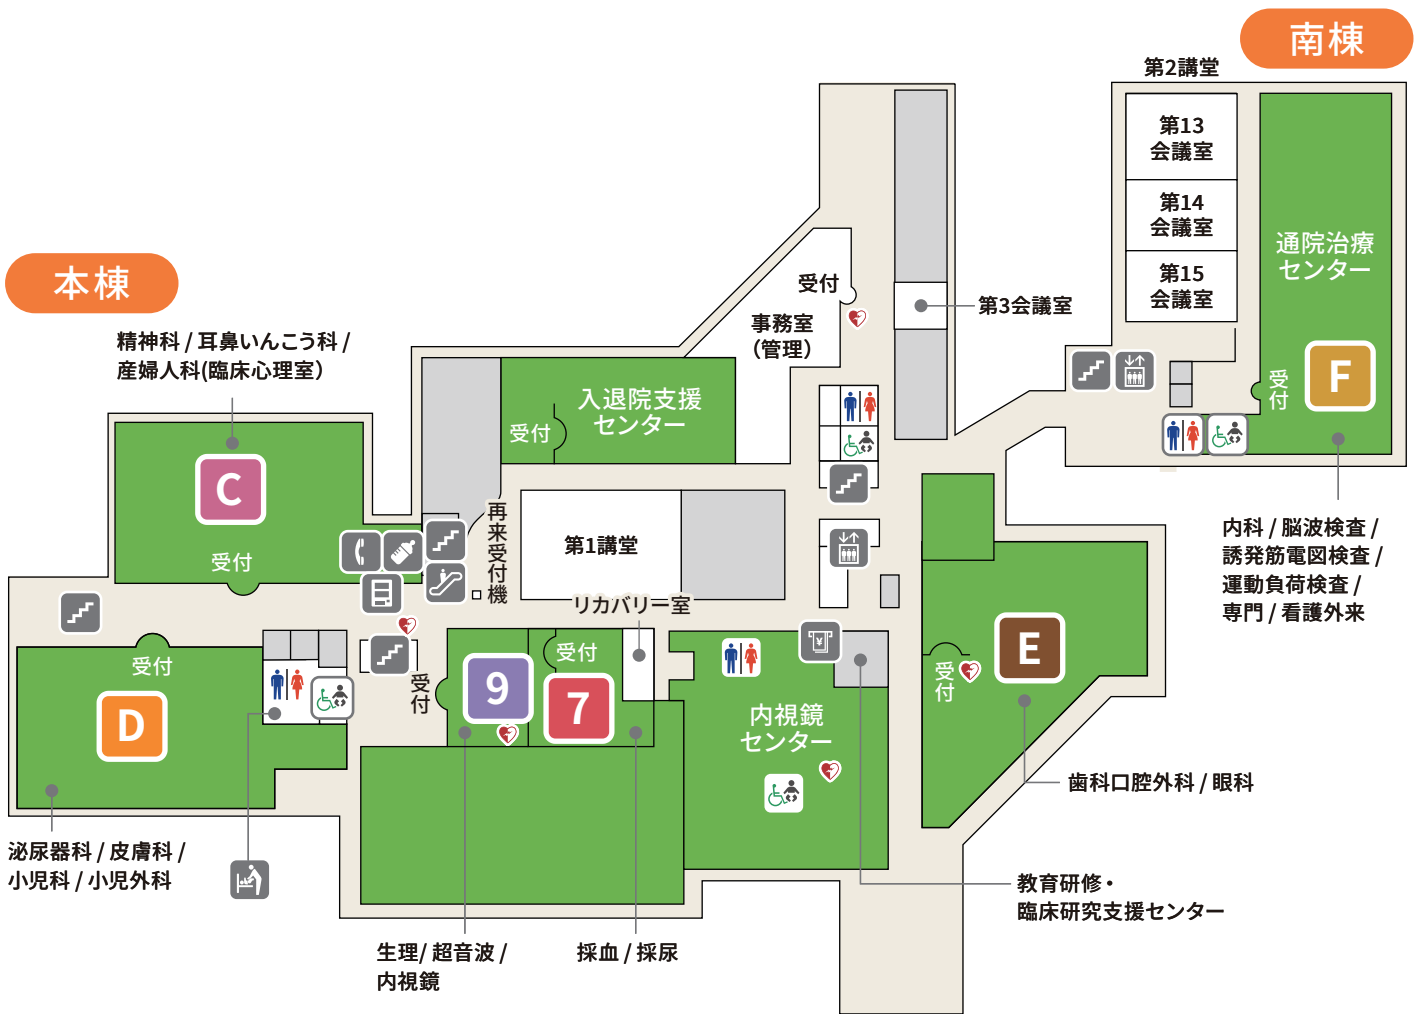 南棟
第2講堂
第13
会議室
第14
会議室
第15
会議室
通院治療
センター
受付
F
本棟
受付
事務室
（管理）
第3会議室
精神科 / 耳鼻いんこう科 /
産婦人科(臨床心理室）
入退院支援
センター
受付
C
受付
再来受付機
第1講堂
リカバリー室
内科 / 脳波検査 /
誘発筋電図検査 /
運動負荷検査 /
専門 / 看護外来
受付
D
受付
9
受付
7
¥
内視鏡
センター
E
受付
歯科口腔外科 / 眼科
泌尿器科 / 皮膚科 /
小児科 / 小児外科
教育研修・
臨床研究支援センター
生理/ 超音波 /
内視鏡
採血 / 採尿